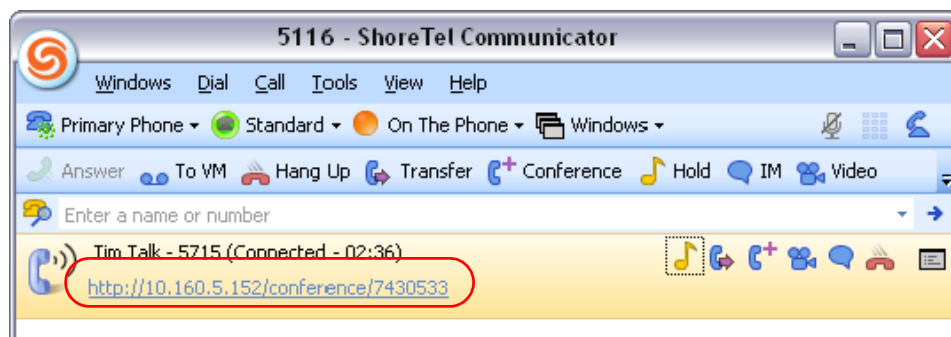 5116 - ShoreTel Communicator
Windows Dial Call Tools View Help
Primary Phone Standard On The Phone Windows
Answer To VM Hang Up Transfer Conference Hold IM Video
Enter a name or number
Tim Talk - 5715 (Connected - 02:36)
http://10.160.5.152/conference/7430533